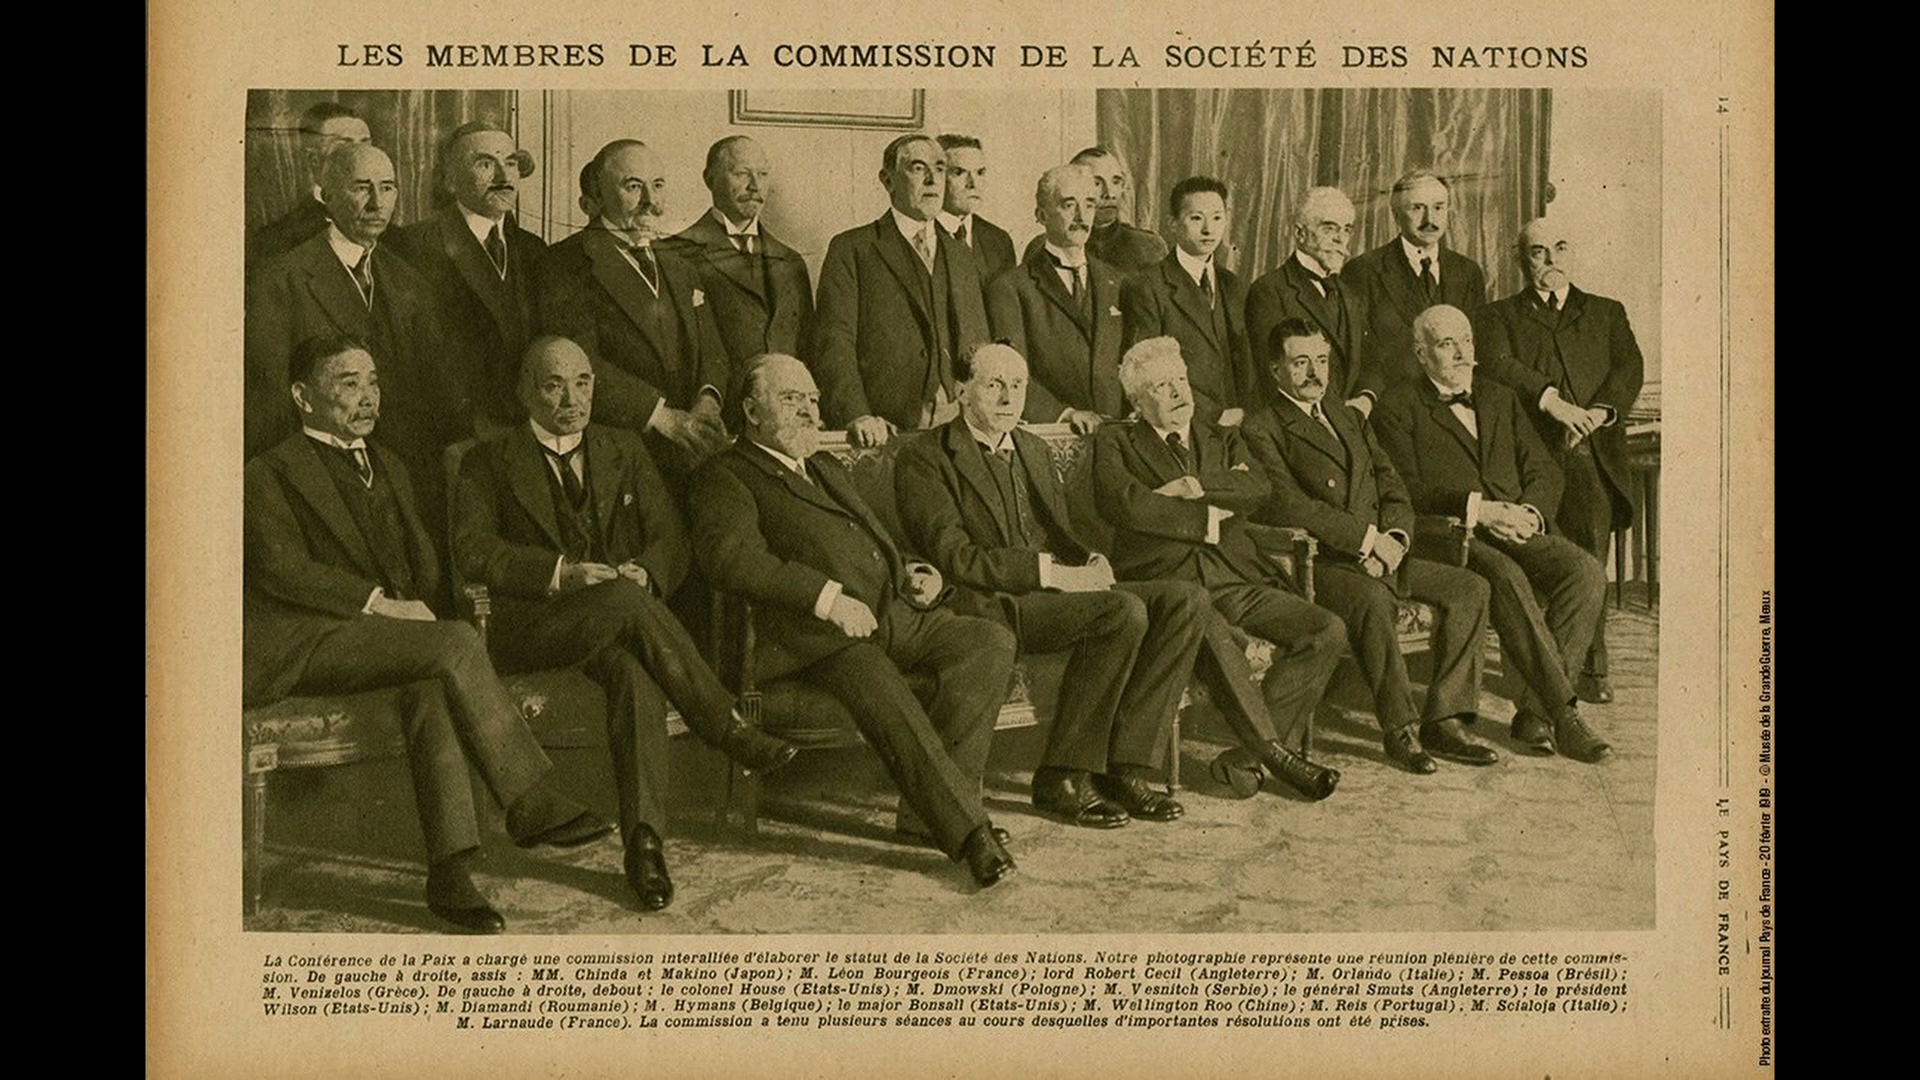 LES MEMBRES DE LA COMMISSION DE LA SOCIÉTÉ DES NATIONS
14
LE PAYS DE FRANCE
La Conférence de la Paix a chargé une commission interalliée d'élaborer le statut de la Société des Nations. Notre photographie représente une réunion plénière de cette commis-
sion. De gauche à droite, assis : MM. Chinda et Makino (Japon) ; M. Léon Bourgeois (France) ; lord Robert Cecil (Angleterre) ; M. Orlando (Italie) ; M. Pessoa (Brésil) ;
M. Venizelos (Grèce). De gauche à droite, debout : le colonel House (Etats-Unis) ; M. Dmowski (Pologne) ; M. Vesnitch (Serbie) ; le général Smuts (Angleterre) ; le président
Wilson (Etats-Unis) ; M. Diamandi (Roumanie) ; M. Hymans (Belgique) ; le major Bonsall (Etats-Unis) ; M. Wellington Roo (Chine) ; M. Reis (Portugal) , M. Scialoja (Italie) ;
M. Larnaude (France). La commission a tenu plusieurs séances au cours desquelles d'importantes résolutions ont été prises.
Photo extraite du journal Pays de France - 20 février 1919 - © Musée de la Grande Guerre, Meaux